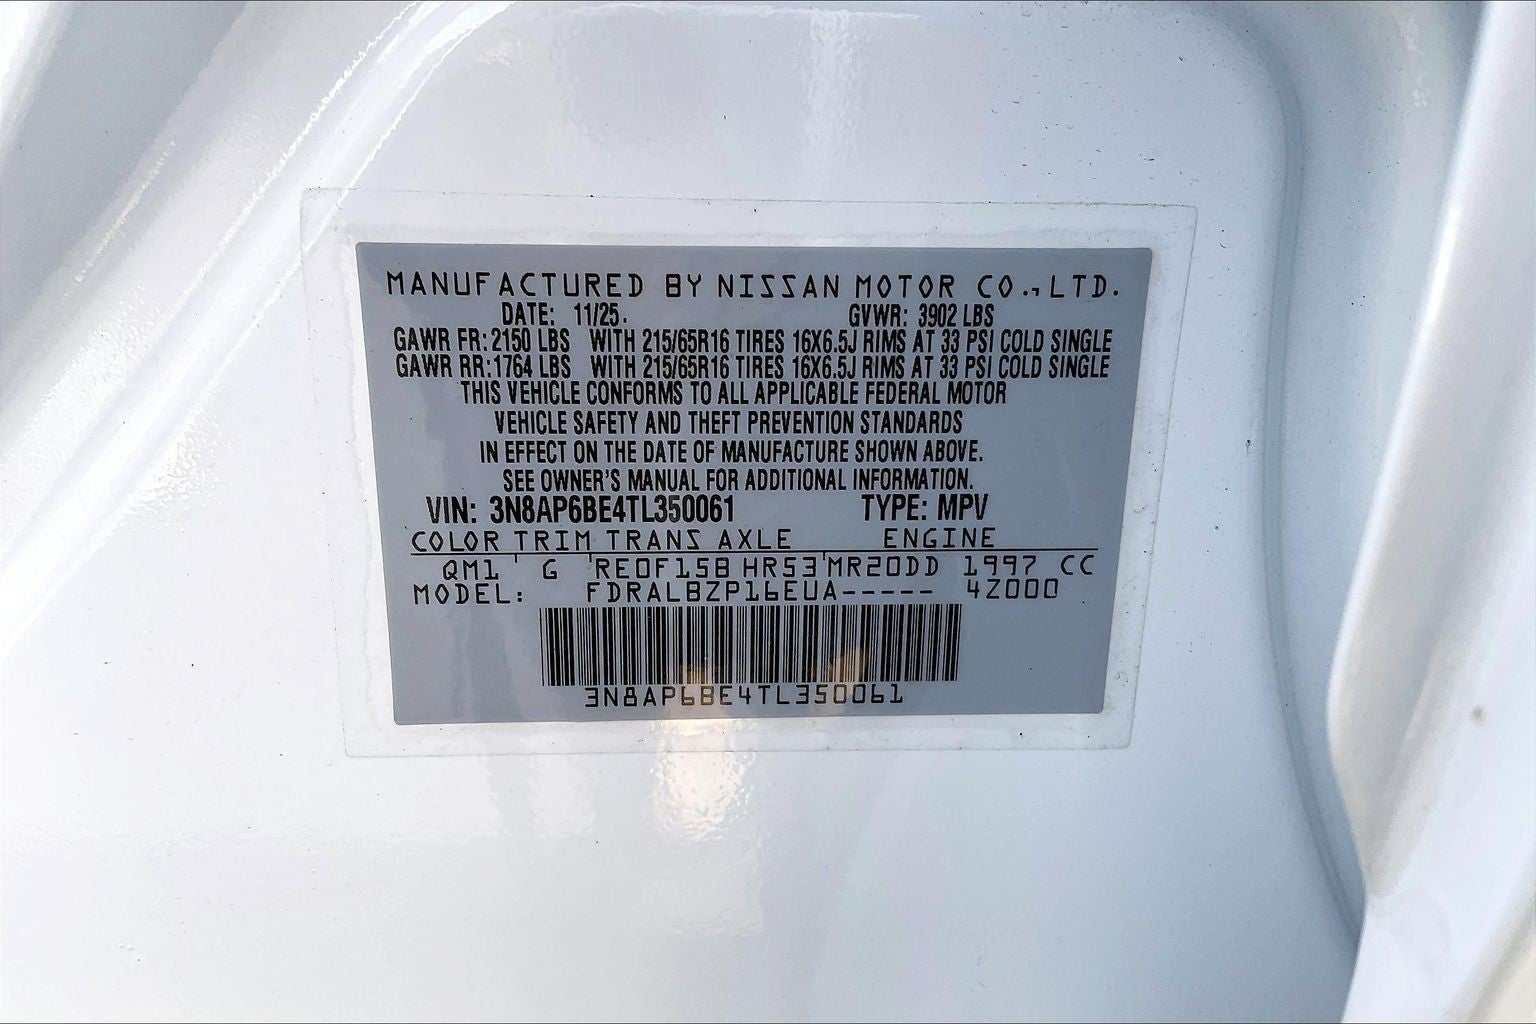 MANUFACTURED BY NISSAN MOTOR CO.,LTD.
DATE: 11/25. GVWR: 3902 LBS
GAWR FR: 2150 LBS WITH 215/65R16 TIRES 16X6.5J RIMS AT 33 PSI COLD SINGLE
GAWR RR: 1764 LBS WITH 215/65R16 TIRES 16X6.5J RIMS AT 33 PSI COLD SINGLE
THIS VEHICLE CONFORMS TO ALL APPLICABLE FEDERAL MOTOR
VEHICLE SAFETY AND THEFT PREVENTION STANDARDS
IN EFFECT ON THE DATE OF MANUFACTURE SHOWN ABOVE.
SEE OWNER'S MANUAL FOR ADDITIONAL INFORMATION.
VIN: 3N8AP6BE4TL350061 TYPE: MPV
COLOR TRIM TRANS AXLE ENGINE
QM1 G RE0F15B HR53 MR20DD 1997 CC
MODEL: FDRALBZP16EUA----- 4Z000
3N8AP6BE4TL350061